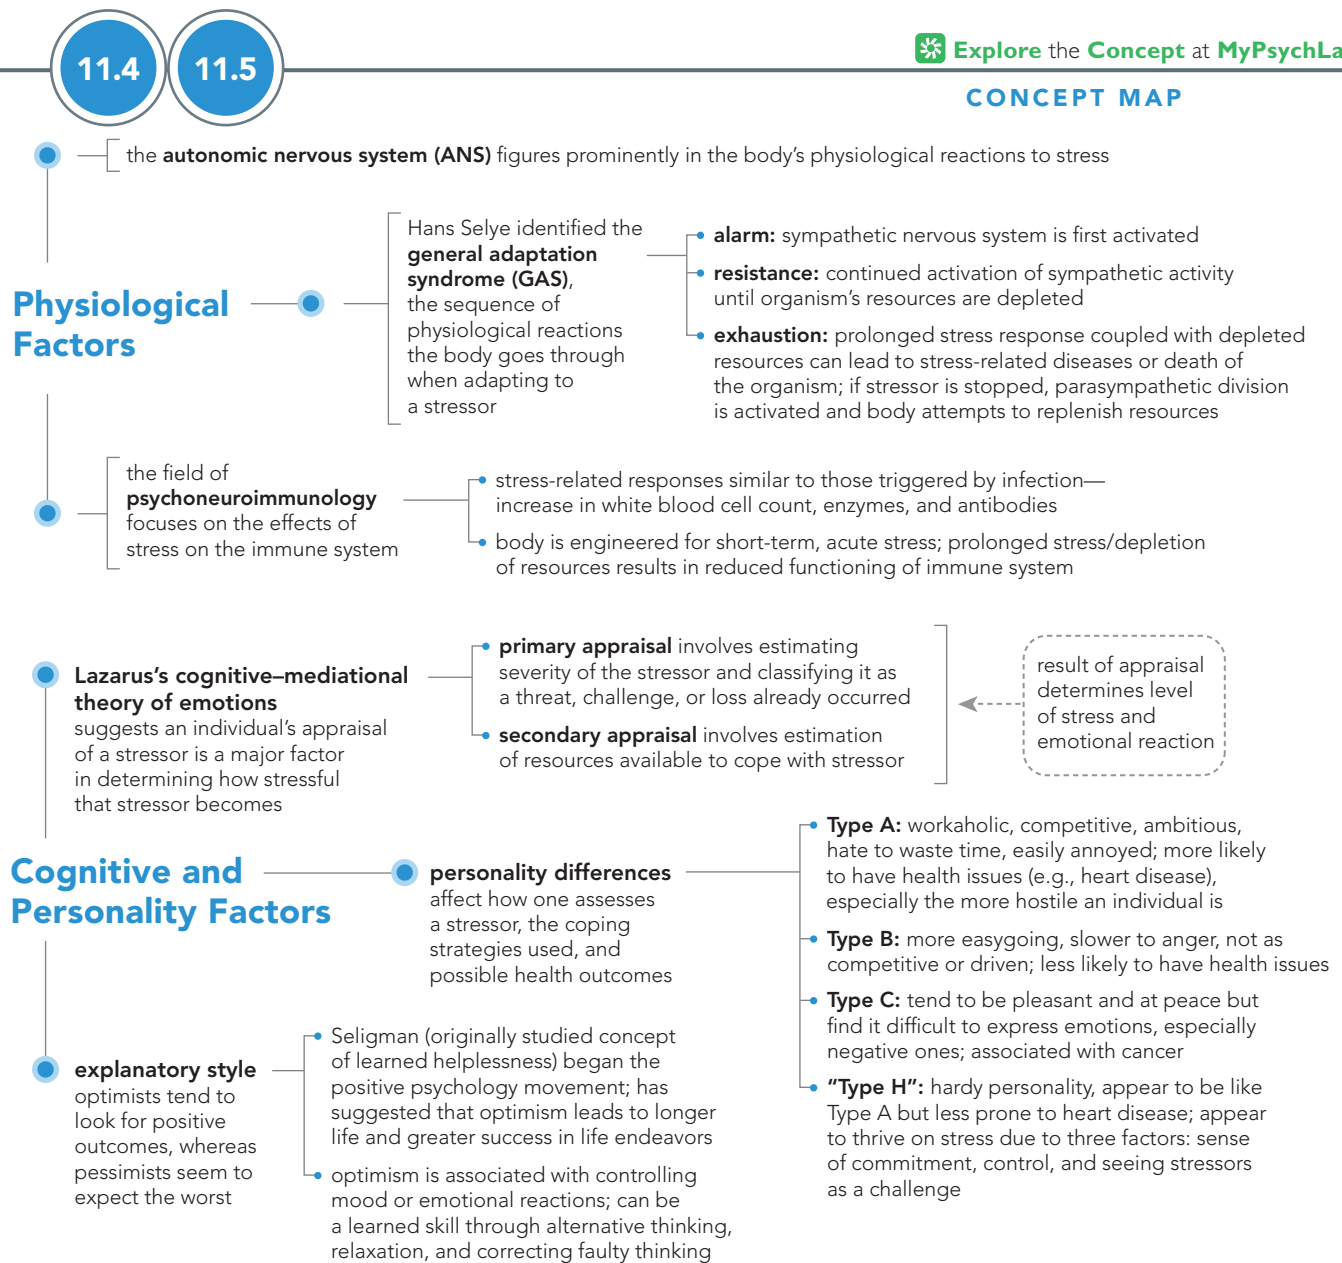 11.4 11.5
Explore the Concept at MyPsychLa
CONCEPT MAP
the autonomic nervous system (ANS) figures prominently in the body’s physiological reactions to stress
Physiological
Factors
Hans Selye identified the
general adaptation
syndrome (GAS),
the sequence of
physiological reactions
the body goes through
when adapting to
a stressor
alarm: sympathetic nervous system is first activated
resistance: continued activation of sympathetic activity
until organism’s resources are depleted
exhaustion: prolonged stress response coupled with depleted
resources can lead to stress-related diseases or death of
the organism; if stressor is stopped, parasympathetic division
is activated and body attempts to replenish resources
the field of
psychoneuroimmunology
focuses on the effects of
stress on the immune system
stress-related responses similar to those triggered by infection—
increase in white blood cell count, enzymes, and antibodies
body is engineered for short-term, acute stress; prolonged stress/depletion
of resources results in reduced functioning of immune system
Lazarus’s cognitive–mediational
theory of emotions
suggests an individual’s appraisal
of a stressor is a major factor
in determining how stressful
that stressor becomes
primary appraisal involves estimating
severity of the stressor and classifying it as
a threat, challenge, or loss already occurred
secondary appraisal involves estimation
of resources available to cope with stressor
result of appraisal
determines level
of stress and
emotional reaction
Cognitive and
Personality Factors
personality differences
affect how one assesses
a stressor, the coping
strategies used, and
possible health outcomes
Type A: workaholic, competitive, ambitious,
hate to waste time, easily annoyed; more likely
to have health issues (e.g., heart disease),
especially the more hostile an individual is
Type B: more easygoing, slower to anger, not as
competitive or driven; less likely to have health issues
Type C: tend to be pleasant and at peace but
find it difficult to express emotions, especially
negative ones; associated with cancer
“Type H”: hardy personality, appear to be like
Type A but less prone to heart disease; appear
to thrive on stress due to three factors: sense
of commitment, control, and seeing stressors
as a challenge
explanatory style
optimists tend to
look for positive
outcomes, whereas
pessimists seem to
expect the worst
Seligman (originally studied concept
of learned helplessness) began the
positive psychology movement; has
suggested that optimism leads to longer
life and greater success in life endeavors
optimism is associated with controlling
mood or emotional reactions; can be
a learned skill through alternative thinking,
relaxation, and correcting faulty thinking